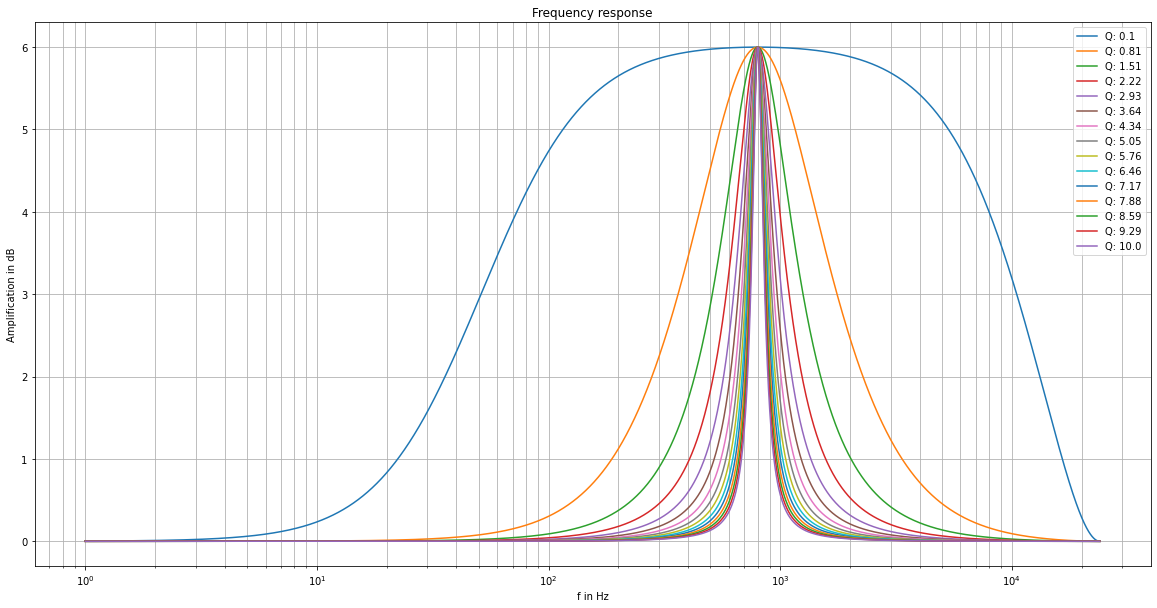 Frequency response
Amplification in dB
6
5
4
3
2
1
0
10⁰
10¹
10²
10³
10⁴
f in Hz
Q: 0.1
Q: 0.81
Q: 1.51
Q: 2.22
Q: 2.93
Q: 3.64
Q: 4.34
Q: 5.05
Q: 5.76
Q: 6.46
Q: 7.17
Q: 7.88
Q: 8.59
Q: 9.29
Q: 10.0